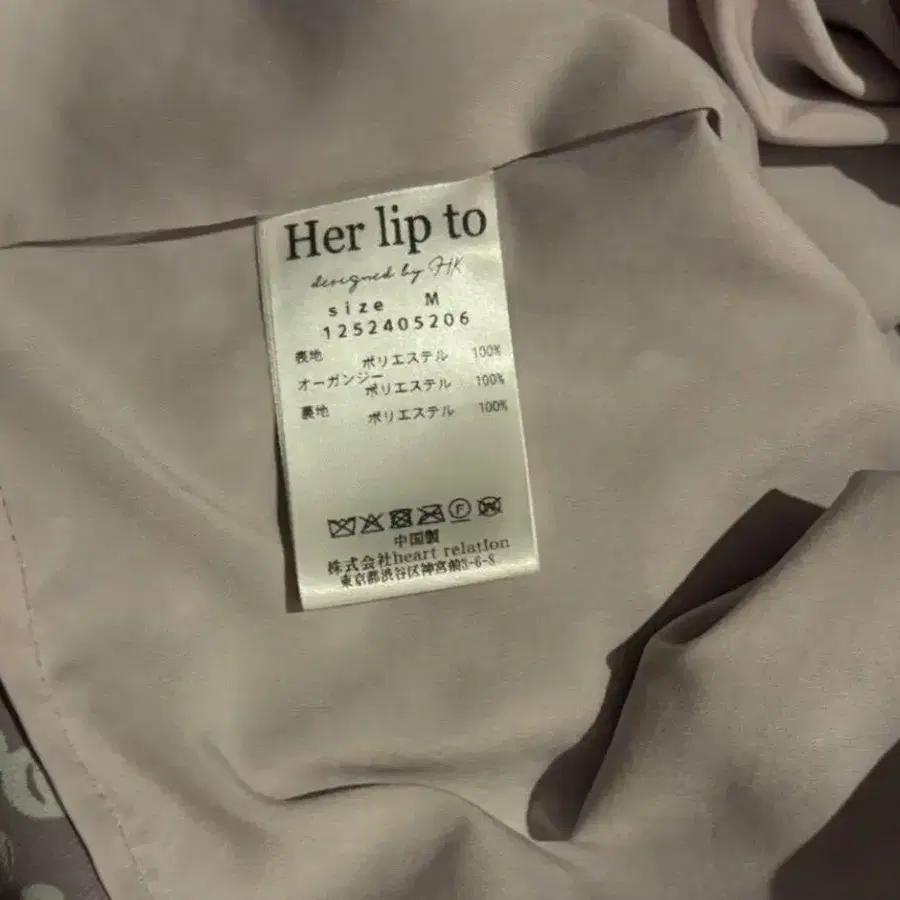 Her lip to
designed by HK
size M
1252405206
表地 ポリエステル 100%
オーガンジー ポリエステル 100%
裏地 ポリエステル 100%
中国製
株式会社heart relation
東京都渋谷区神宮前3-6-8